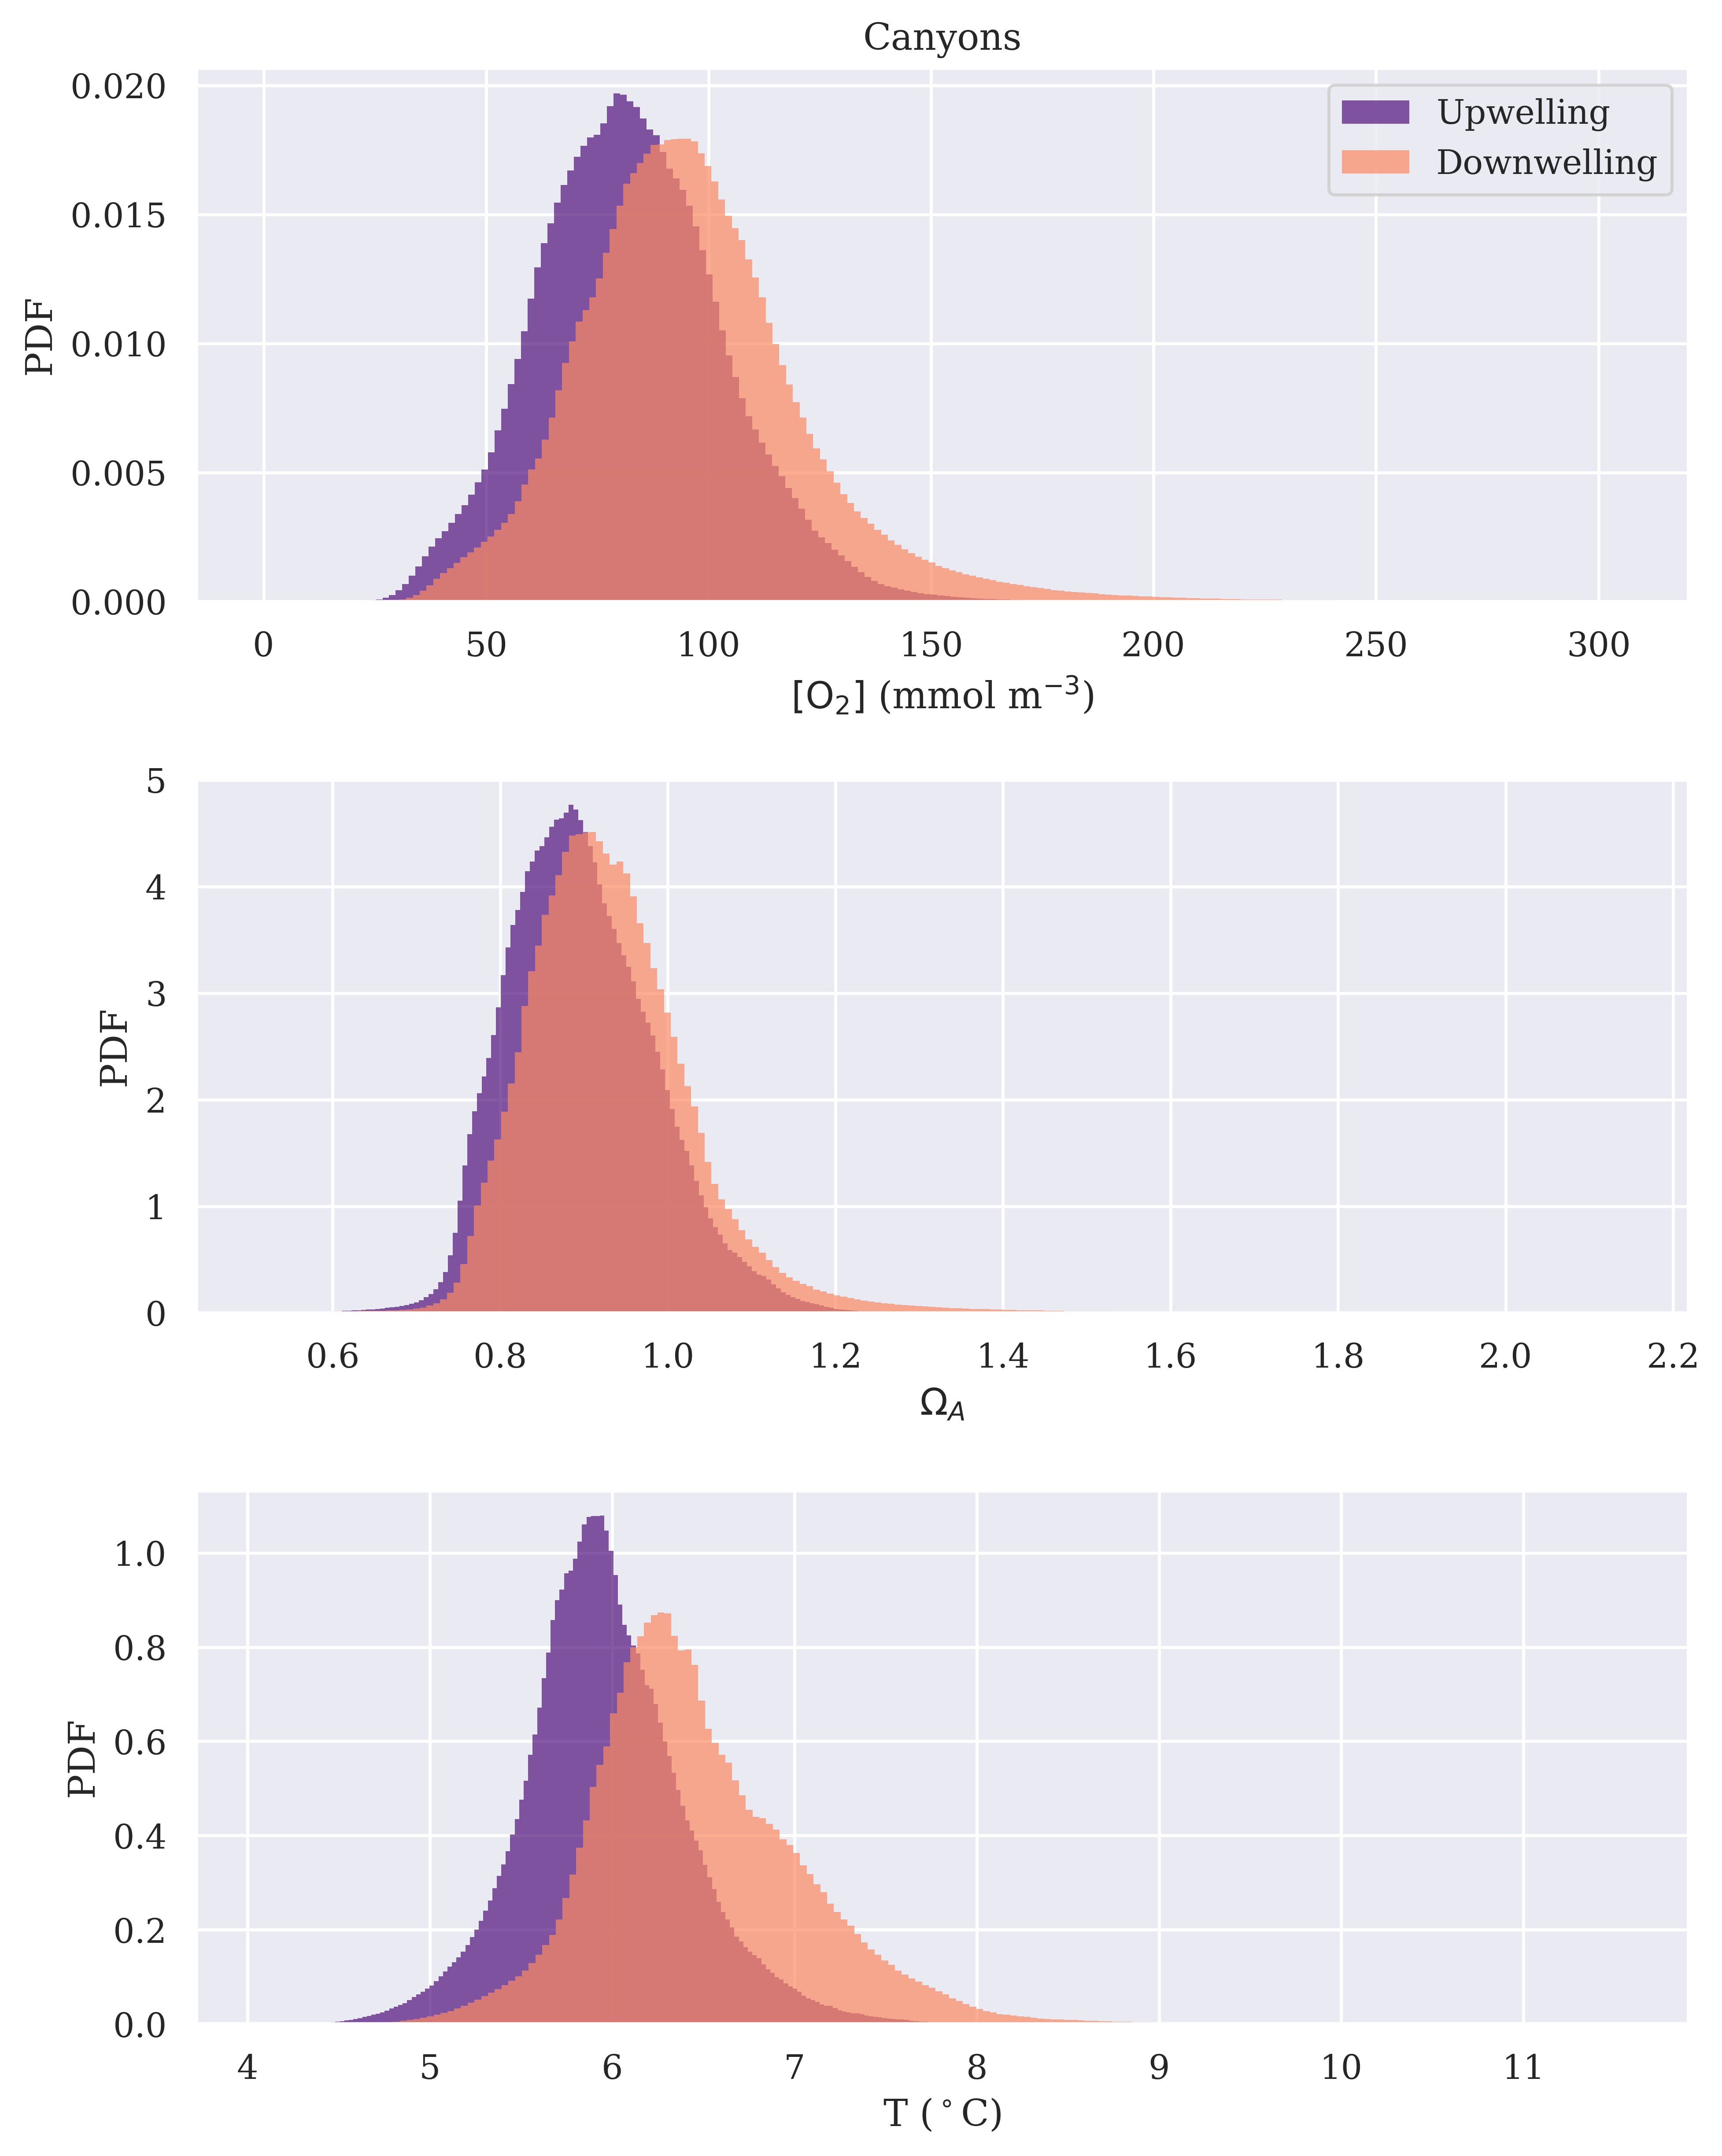 Canyons
Upwelling
Downwelling
PDF
0.020
0.015
0.010
0.005
0.000
0 50 100 150 200 250 300
[O₂] (mmol m⁻³)
PDF
5
4
3
2
1
0
0.6 0.8 1.0 1.2 1.4 1.6 1.8 2.0 2.2
Ω_A
PDF
1.0
0.8
0.6
0.4
0.2
0.0
4 5 6 7 8 9 10 11
T (°C)